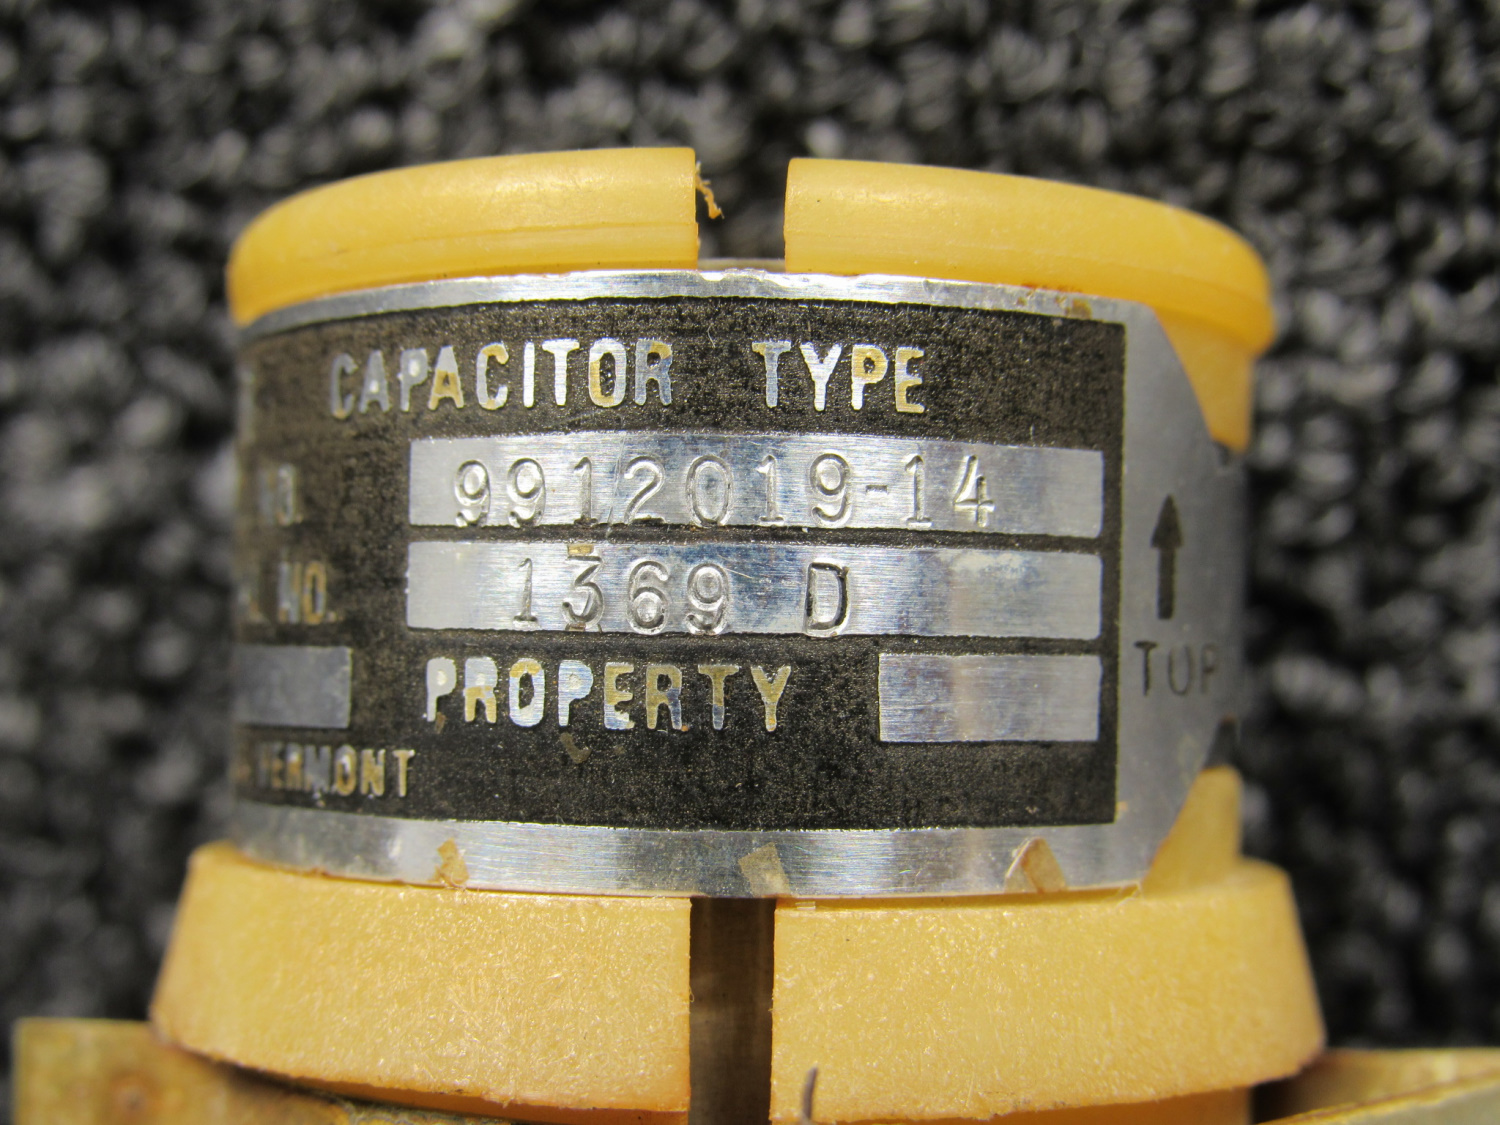 CAPACITOR TYPE
NO. 9912019-14
NO. 1369 D
PROPERTY
VERMONT
TOP